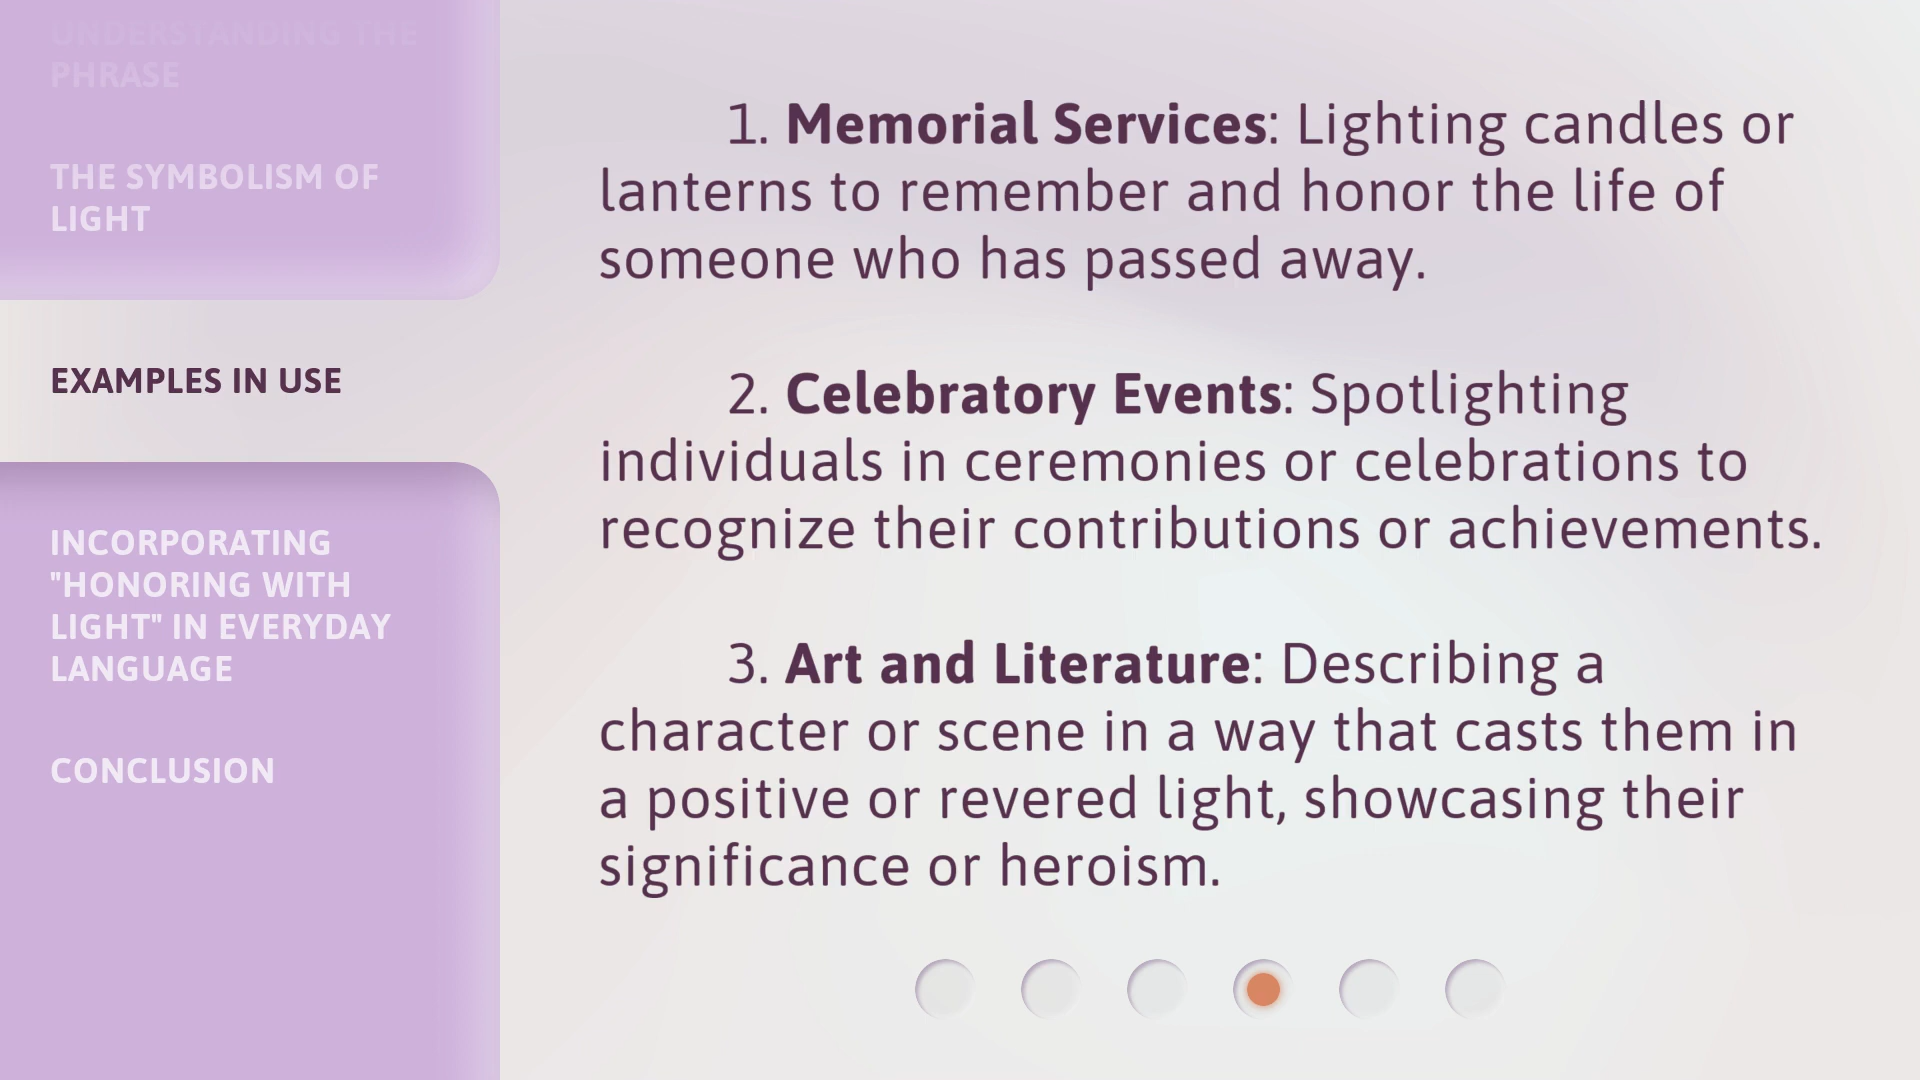 UNDERSTANDING THE
PHRASE
THE SYMBOLISM OF
LIGHT
EXAMPLES IN USE
INCORPORATING
"HONORING WITH
LIGHT" IN EVERYDAY
LANGUAGE
CONCLUSION
1. Memorial Services: Lighting candles or
lanterns to remember and honor the life of
someone who has passed away.
2. Celebratory Events: Spotlighting
individuals in ceremonies or celebrations to
recognize their contributions or achievements.
3. Art and Literature: Describing a
character or scene in a way that casts them in
a positive or revered light, showcasing their
significance or heroism.